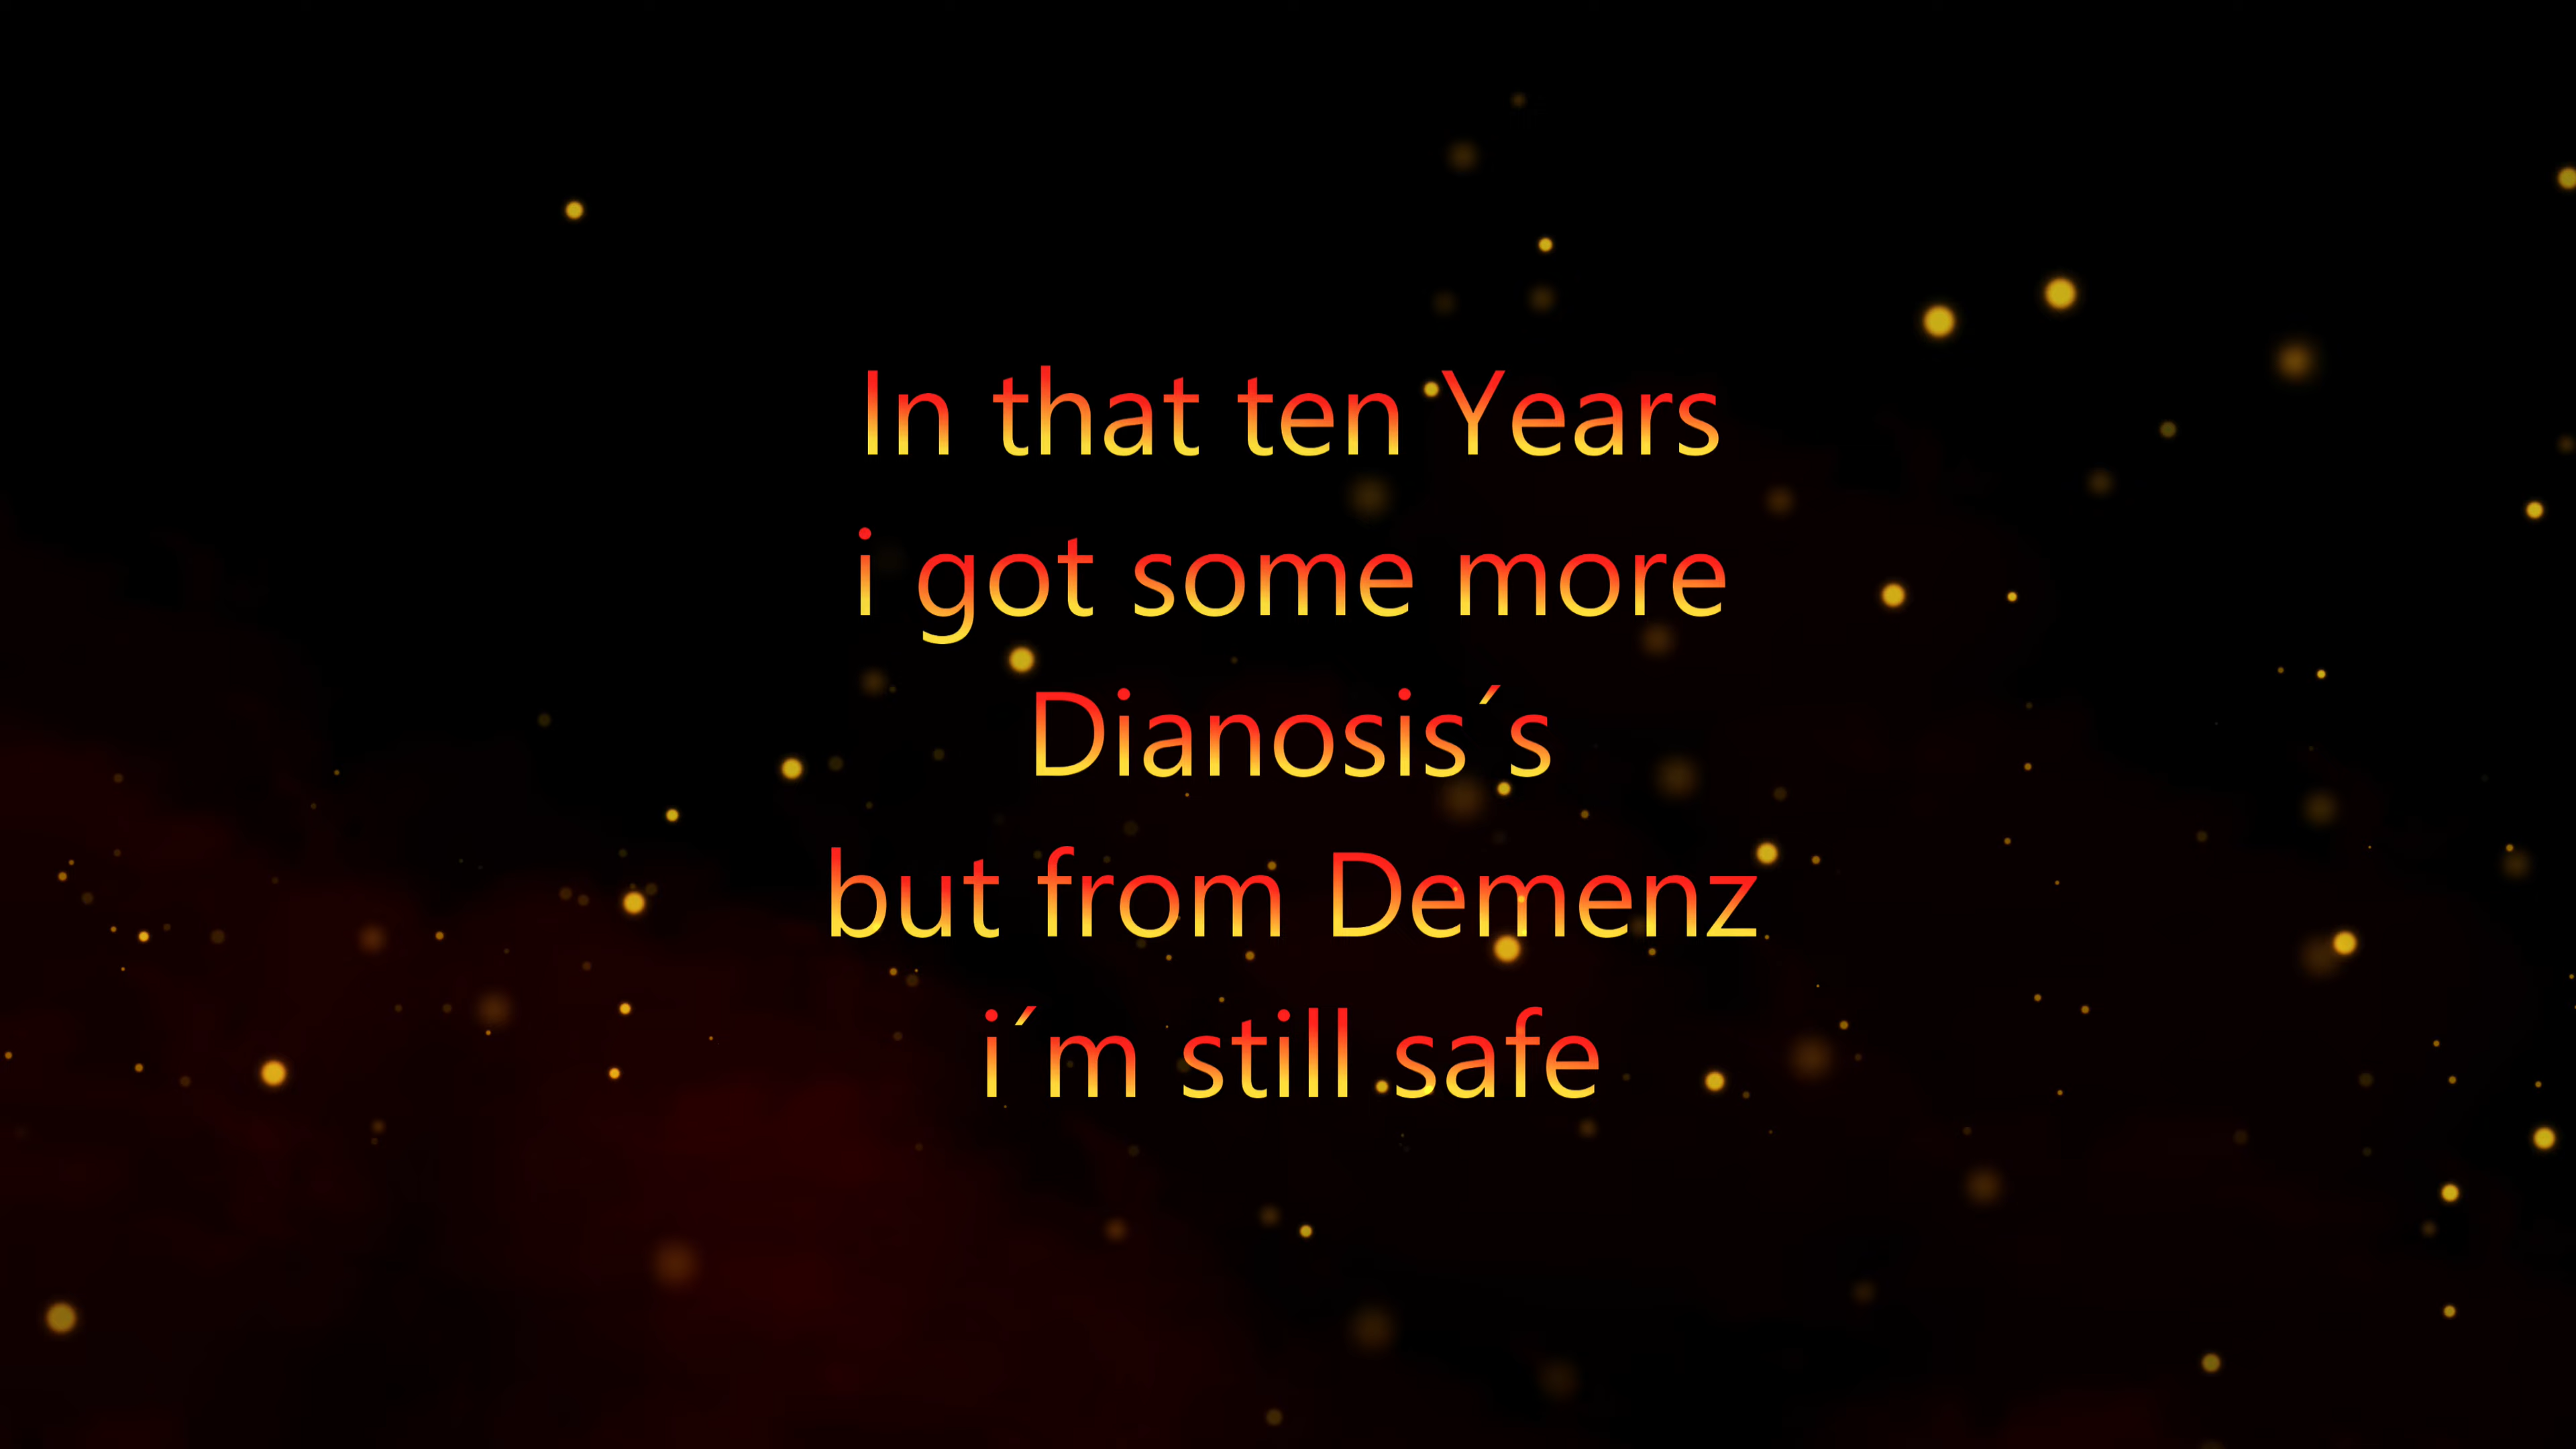 In that ten Years
i got some more
Dianosis´s
but from Demenz
i´m still safe